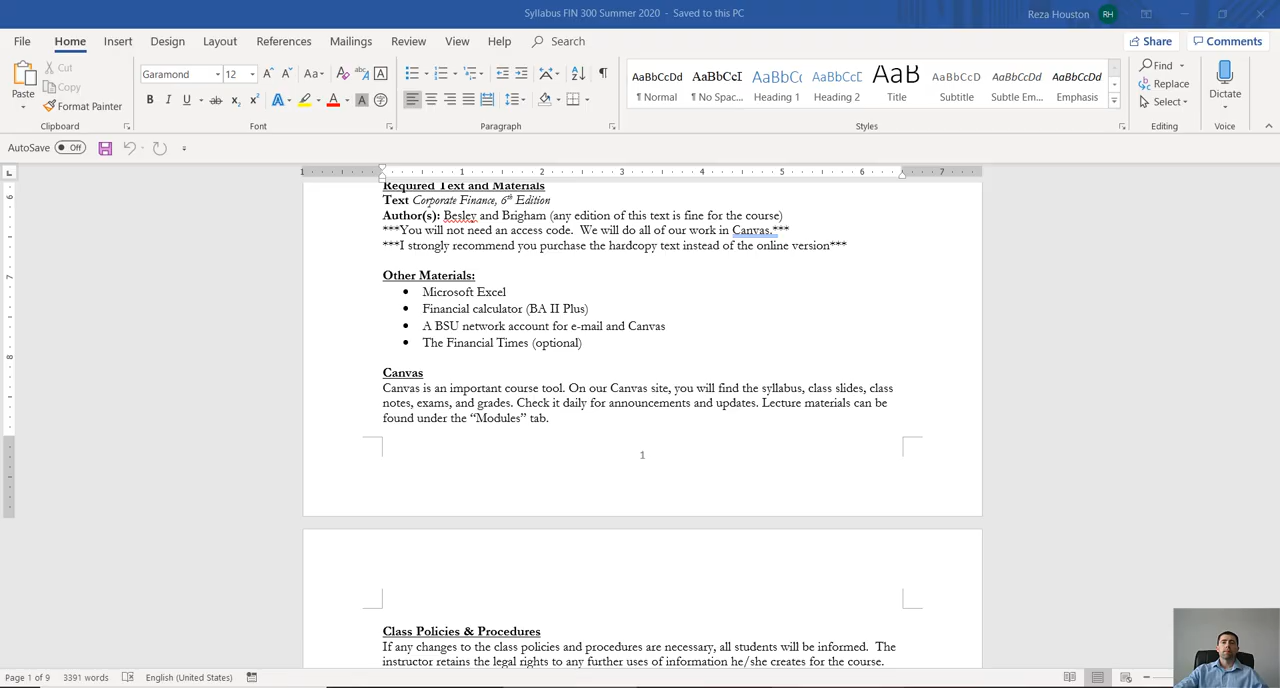 Syllabus FIN 300 Summer 2020 - Saved to this PC
Reza Houston RH
File Home Insert Design Layout References Mailings Review View Help Search Share Comments
Paste Cut Copy Format Painter
Garamond 12 Aa
AaBbCcDd AaBbCcI AaBbCc AaBbCcE AaB AaBbCcD AaBbCcDd AaBbCcDd
¶ Normal ¶ No Spac... Heading 1 Heading 2 Title Subtitle Subtle Em... Emphasis
Find Replace Select Dictate
Clipboard Font Paragraph Styles Editing Voice
AutoSave Off
1 1 2 3 4 5 6 7
Required Text and Materials
Text Corporate Finance, 6th Edition
Author(s): Besley and Brigham (any edition of this text is fine for the course)
***You will not need an access code. We will do all of our work in Canvas.***
***I strongly recommend you purchase the hardcopy text instead of the online version***
Other Materials:
• Microsoft Excel
• Financial calculator (BA II Plus)
• A BSU network account for e-mail and Canvas
• The Financial Times (optional)
Canvas
Canvas is an important course tool. On our Canvas site, you will find the syllabus, class slides, class
notes, exams, and grades. Check it daily for announcements and updates. Lecture materials can be
found under the “Modules” tab.
1
Class Policies & Procedures
If any changes to the class policies and procedures are necessary, all students will be informed. The
instructor retains the legal rights to any further uses of information he/she creates for the course.
Page 1 of 9 3391 words English (United States)